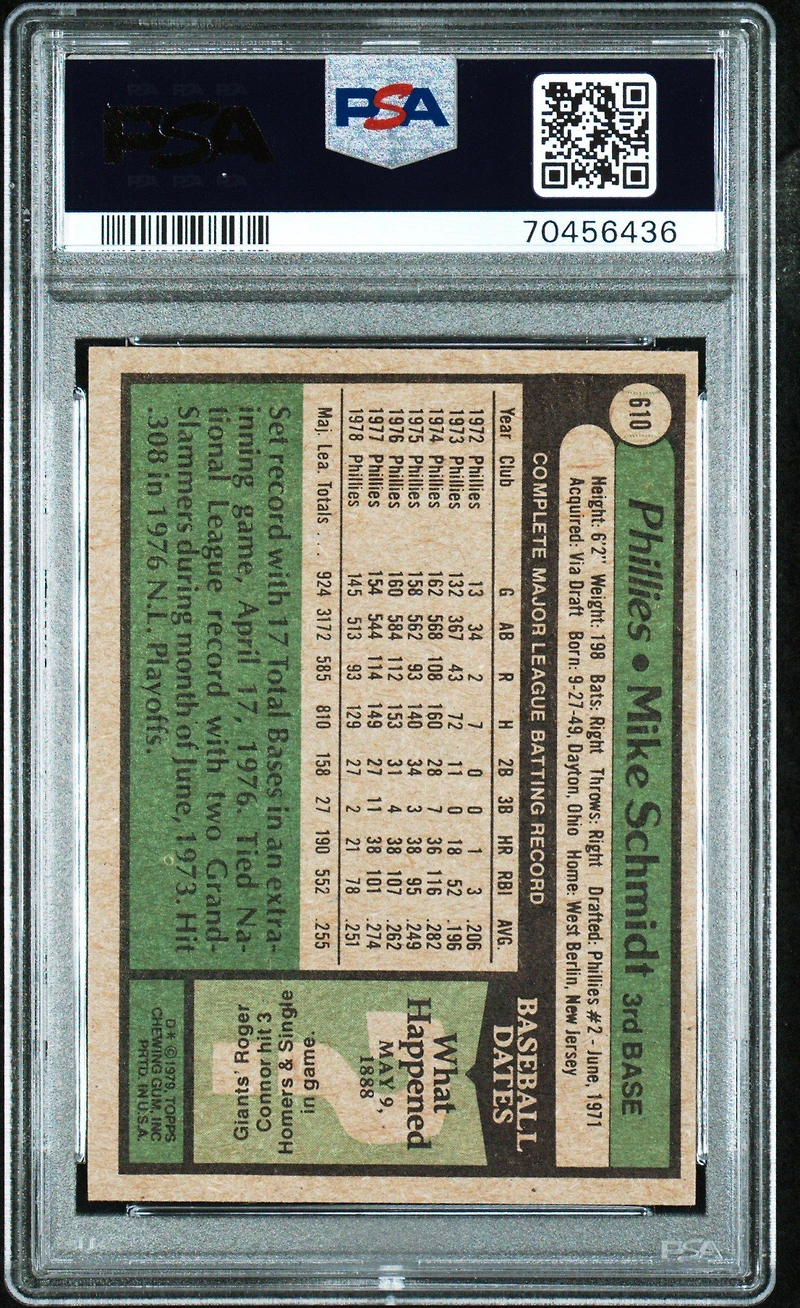 PSA
PSA
70456436
610
Phillies • Mike Schmidt 3rd BASE
Height: 6'2" Weight: 198 Bats: Right Throws: Right Drafted: Phillies #2 - June, 1971
Acquired: Via Draft Born: 9-27-49, Dayton, Ohio Home: West Berlin, New Jersey
COMPLETE MAJOR LEAGUE BATTING RECORD
Year Club G AB R H 2B 3B HR RBI AVG.
1972 Phillies 13 34 2 7 0 0 1 3 .206
1973 Phillies 132 367 43 72 11 0 18 52 .196
1974 Phillies 162 568 108 160 28 7 36 116 .282
1975 Phillies 158 562 93 140 34 3 38 95 .249
1976 Phillies 160 584 112 153 31 4 38 107 .262
1977 Phillies 154 544 114 149 27 11 38 101 .274
1978 Phillies 145 513 93 129 27 2 21 78 .251
Maj. Lea. Totals . . . 924 3172 585 810 158 27 190 552 .255
Set record with 17 Total Bases in an extra-
inning game, April 17, 1976. Tied Na-
tional League record with two Grand-
Slammers during month of June, 1973. Hit
.308 in 1976 N.L. Playoffs.
BASEBALL
DATES
What
Happened
MAY 9,
1888
Giants' Roger
Connor hit 3
Homers & Single
in game.
D* © 1979 TOPPS
CHEWING GUM, INC
PRTD. IN U.S.A.
PSA